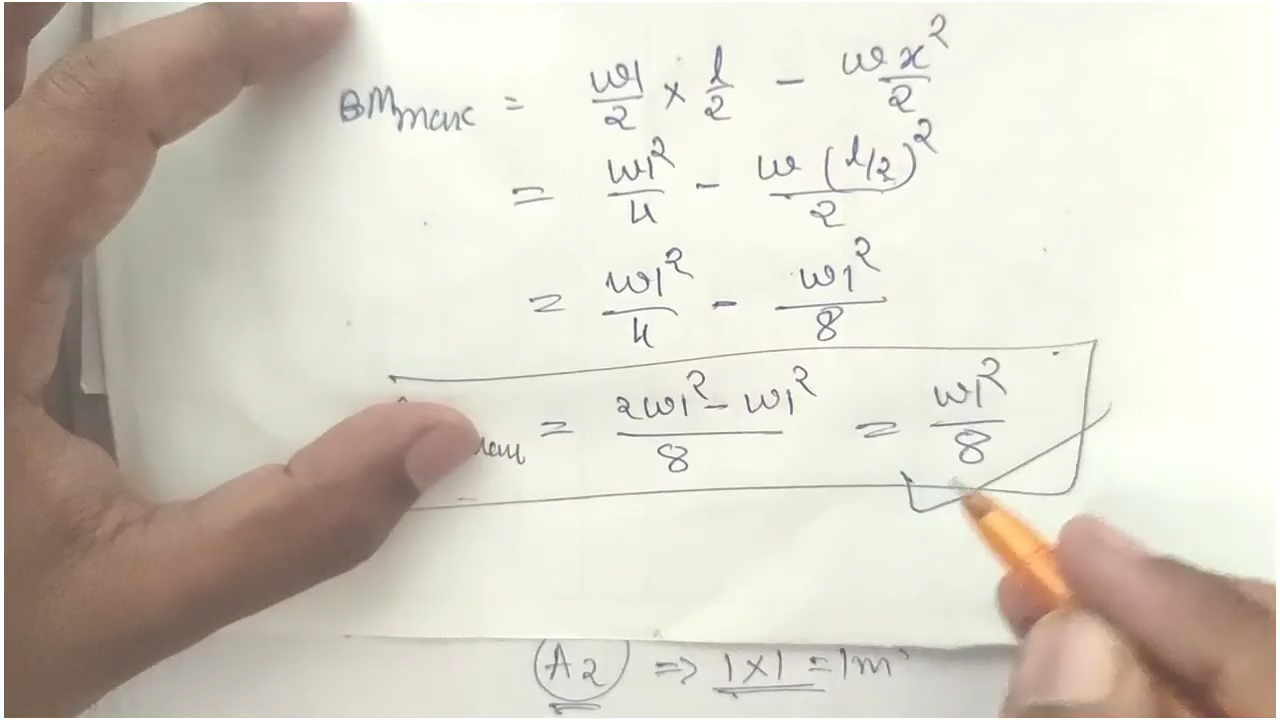 BMmax = wl/2 × l/2 - wx²/2
= wl²/4 - w(l/2)²/2
= wl²/4 - wl²/8
max = 2wl² - wl²/8 = wl²/8
A2 => 1×1 = 1m